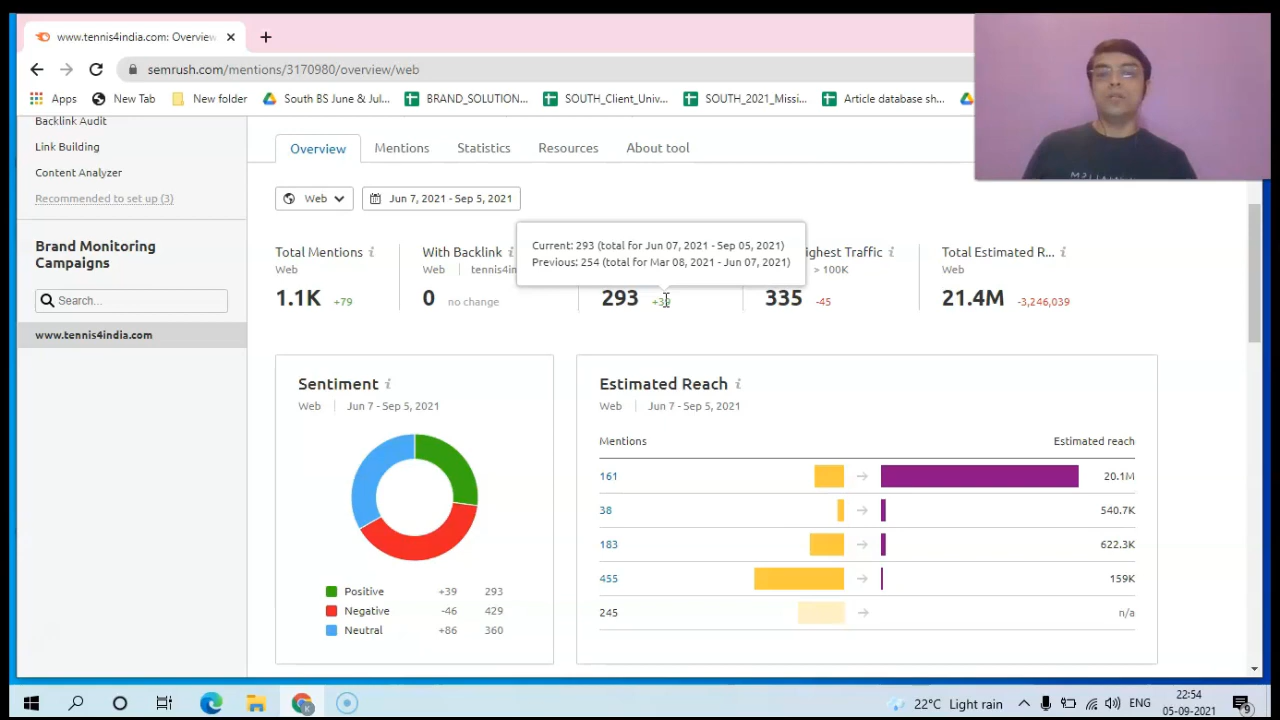 www.tennis4india.com: Overview
semrush.com/mentions/3170980/overview/web
Apps
New Tab
New folder
South BS June & Jul...
BRAND_SOLUTION...
SOUTH_Client_Univ...
SOUTH_2021_Missi...
Article database sh...
Backlink Audit
Link Building
Content Analyzer
Recommended to set up (3)
Brand Monitoring
Campaigns
Search...
www.tennis4india.com
Overview
Mentions
Statistics
Resources
About tool
Web
Jun 7, 2021 - Sep 5, 2021
Current: 293 (total for Jun 07, 2021 - Sep 05, 2021)
Previous: 254 (total for Mar 08, 2021 - Jun 07, 2021)
Total Mentions
Web
1.1K +79
With Backlink
Web tennis4in
0 no change
293 +39
ighest Traffic
> 100K
335 -45
Total Estimated R...
Web
21.4M -3,246,039
Sentiment
Web Jun 7 - Sep 5, 2021
Positive +39 293
Negative -46 429
Neutral +86 360
Estimated Reach
Web Jun 7 - Sep 5, 2021
Mentions Estimated reach
161 20.1M
38 540.7K
183 622.3K
455 159K
245 n/a
22°C Light rain
ENG
22:54
05-09-2021
9